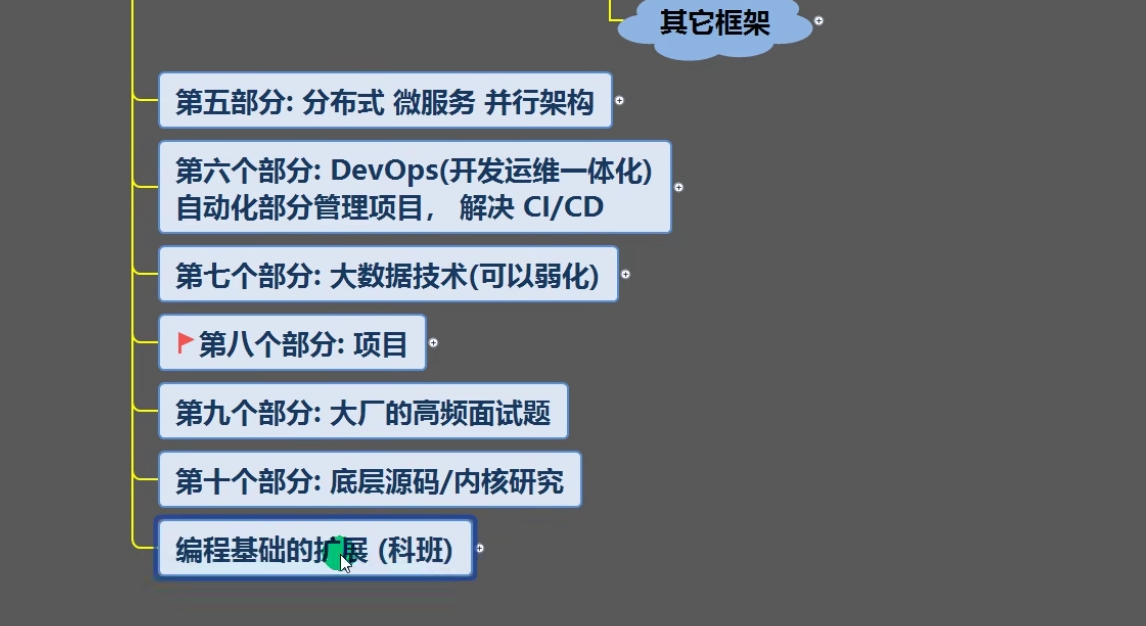 其它框架
第五部分: 分布式 微服务 并行架构
第六个部分: DevOps(开发运维一体化)
自动化部分管理项目， 解决 CI/CD
第七个部分: 大数据技术(可以弱化)
第八个部分: 项目
第九个部分: 大厂的高频面试题
第十个部分: 底层源码/内核研究
编程基础的扩展 (科班)